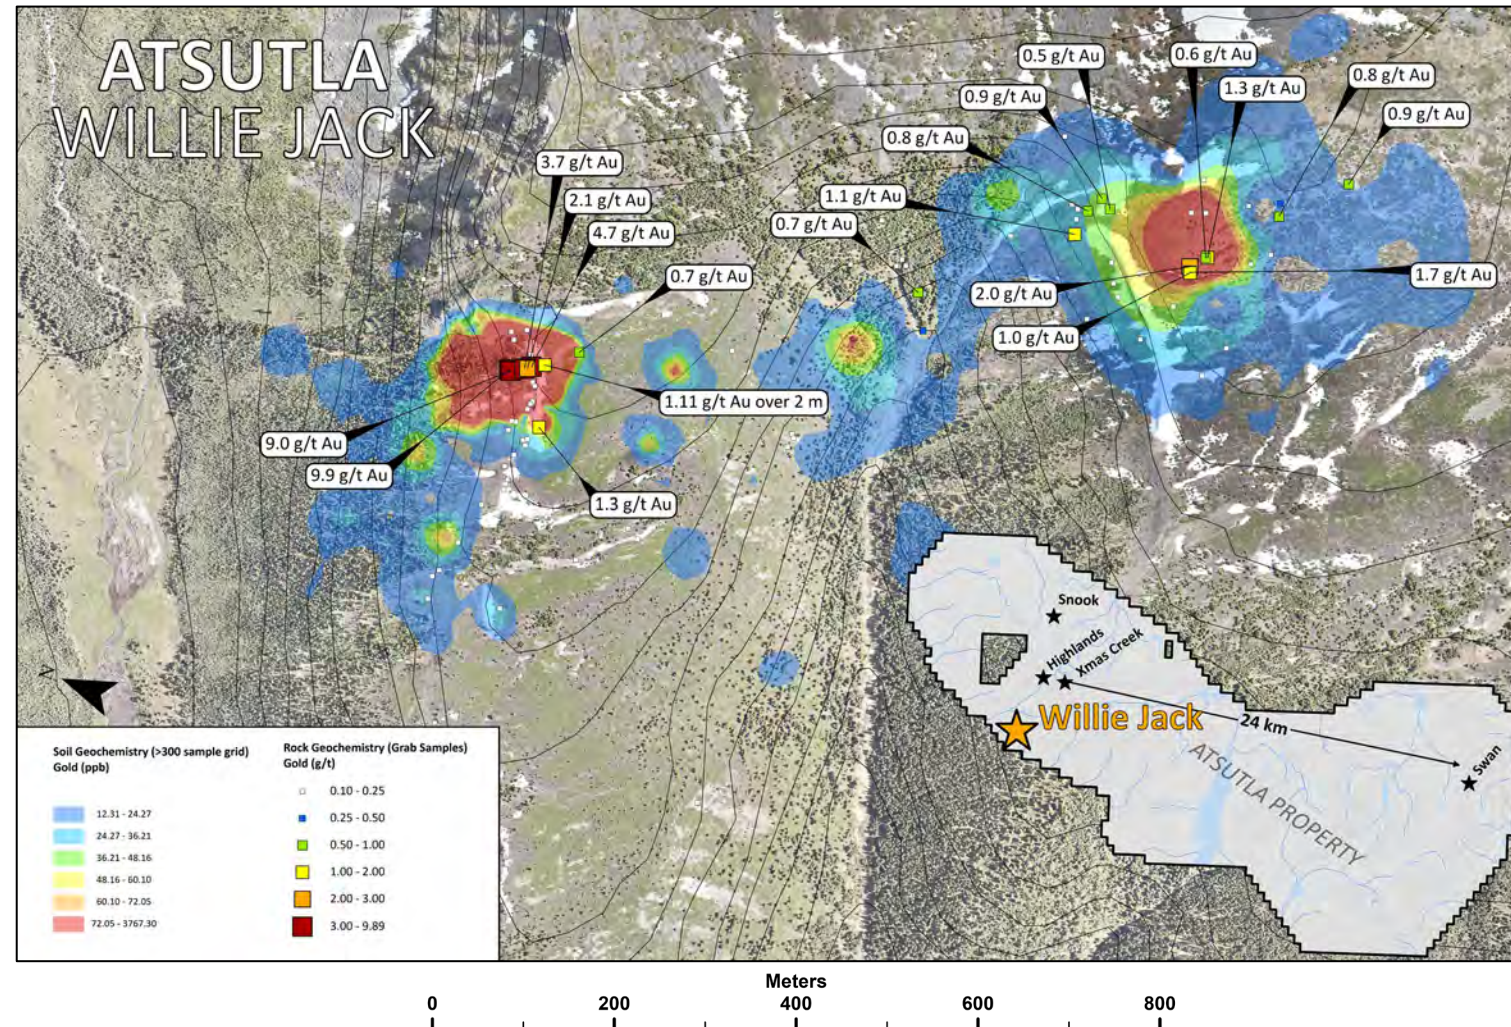 ATSUTLA
WILLIE JACK
0.5 g/t Au
0.6 g/t Au
0.8 g/t Au
0.9 g/t Au
1.3 g/t Au
0.9 g/t Au
0.8 g/t Au
3.7 g/t Au
1.1 g/t Au
2.1 g/t Au
0.7 g/t Au
4.7 g/t Au
0.7 g/t Au
1.7 g/t Au
2.0 g/t Au
1.0 g/t Au
1.11 g/t Au over 2 m
9.0 g/t Au
9.9 g/t Au
1.3 g/t Au
Snook
Highlands
Xmas Creek
Willie Jack
24 km
Swan
ATSUTLA PROPERTY
N
Soil Geochemistry (>300 sample grid)
Gold (ppb)
12.31 - 24.27
24.27 - 36.21
36.21 - 48.16
48.16 - 60.10
60.10 - 72.05
72.05 - 3767.30
Rock Geochemistry (Grab Samples)
Gold (g/t)
0.10 - 0.25
0.25 - 0.50
0.50 - 1.00
1.00 - 2.00
2.00 - 3.00
3.00 - 9.89
Meters
0 200 400 600 800